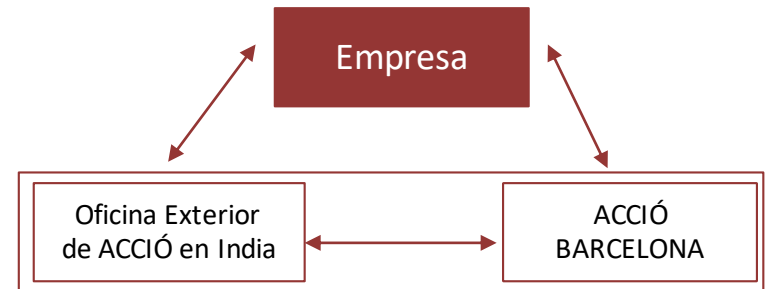 Empresa
Oficina Exterior
de ACCIÓ en India
ACCIÓ
BARCELONA